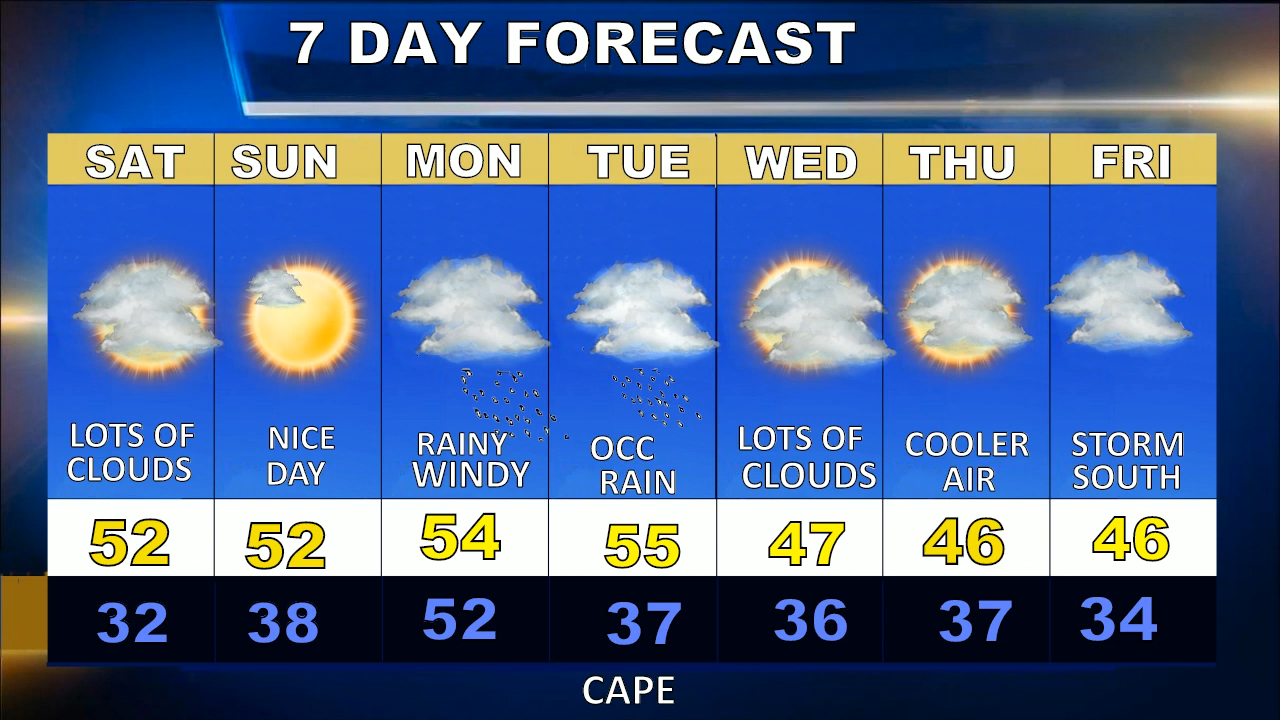 7 DAY FORECAST
SAT SUN MON TUE WED THU FRI
LOTS OF
CLOUDS
NICE
DAY
RAINY
WINDY
OCC
RAIN
LOTS OF
CLOUDS
COOLER
AIR
STORM
SOUTH
52 52 54 55 47 46 46
32 38 52 37 36 37 34
CAPE